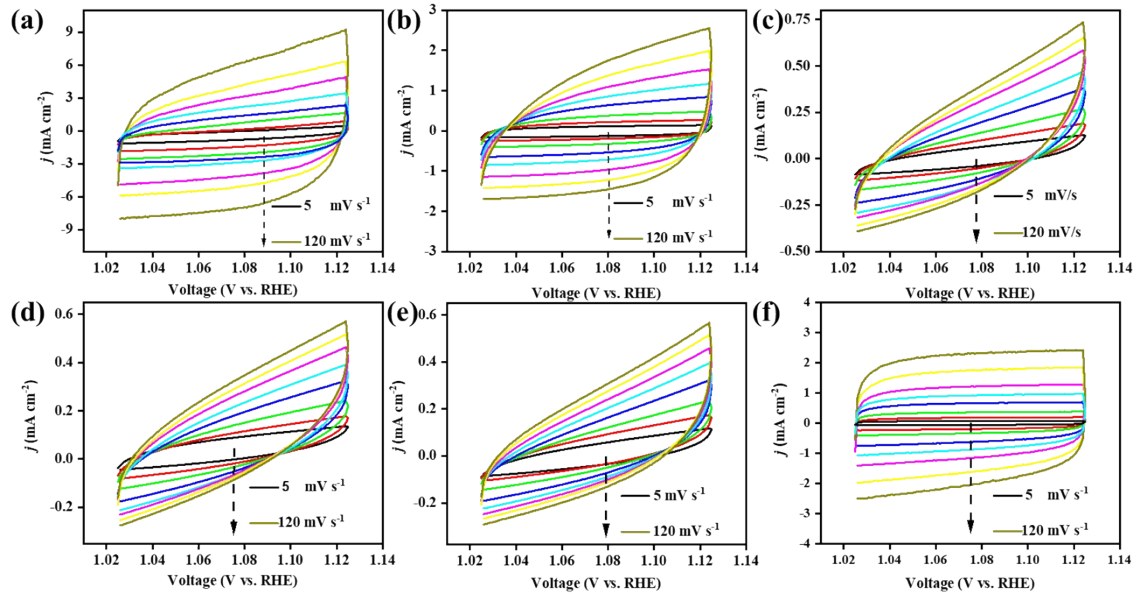 (a)
9
6
3
0
-3
-6
-9
j (mA cm-2)
5 mV s-1
120 mV s-1
1.02 1.04 1.06 1.08 1.10 1.12 1.14
Voltage (V vs. RHE)
(b)
3
2
1
0
1
2
3
j (mA cm-2)
5 mV s-1
120 mV s-1
1.02 1.04 1.06 1.08 1.10 1.12 1.14
Voltage (V vs. RHE)
(c)
0.75
0.50
0.25
0.00
-0.25
-0.50
j (mA cm-2)
5 mV/s
120 mV/s
1.02 1.04 1.06 1.08 1.10 1.12 1.14
Voltage (V vs. RHE)
(d)
0.6
0.4
0.2
0.0
-0.2
j (mA cm-2)
5 mV s-1
120 mV s-1
1.02 1.04 1.06 1.08 1.10 1.12 1.14
Voltage (V vs. RHE)
(e)
0.6
0.4
0.2
0.0
-0.2
j (mA cm-2)
5 mV s-1
120 mV s-1
1.02 1.04 1.06 1.08 1.10 1.12 1.14
Voltage (V vs. RHE)
(f)
4
3
2
1
0
-1
-2
-3
-4
j (mA cm-2)
5 mV s-1
120 mV s-1
1.02 1.04 1.06 1.08 1.10 1.12 1.14
Voltage (V vs. RHE)